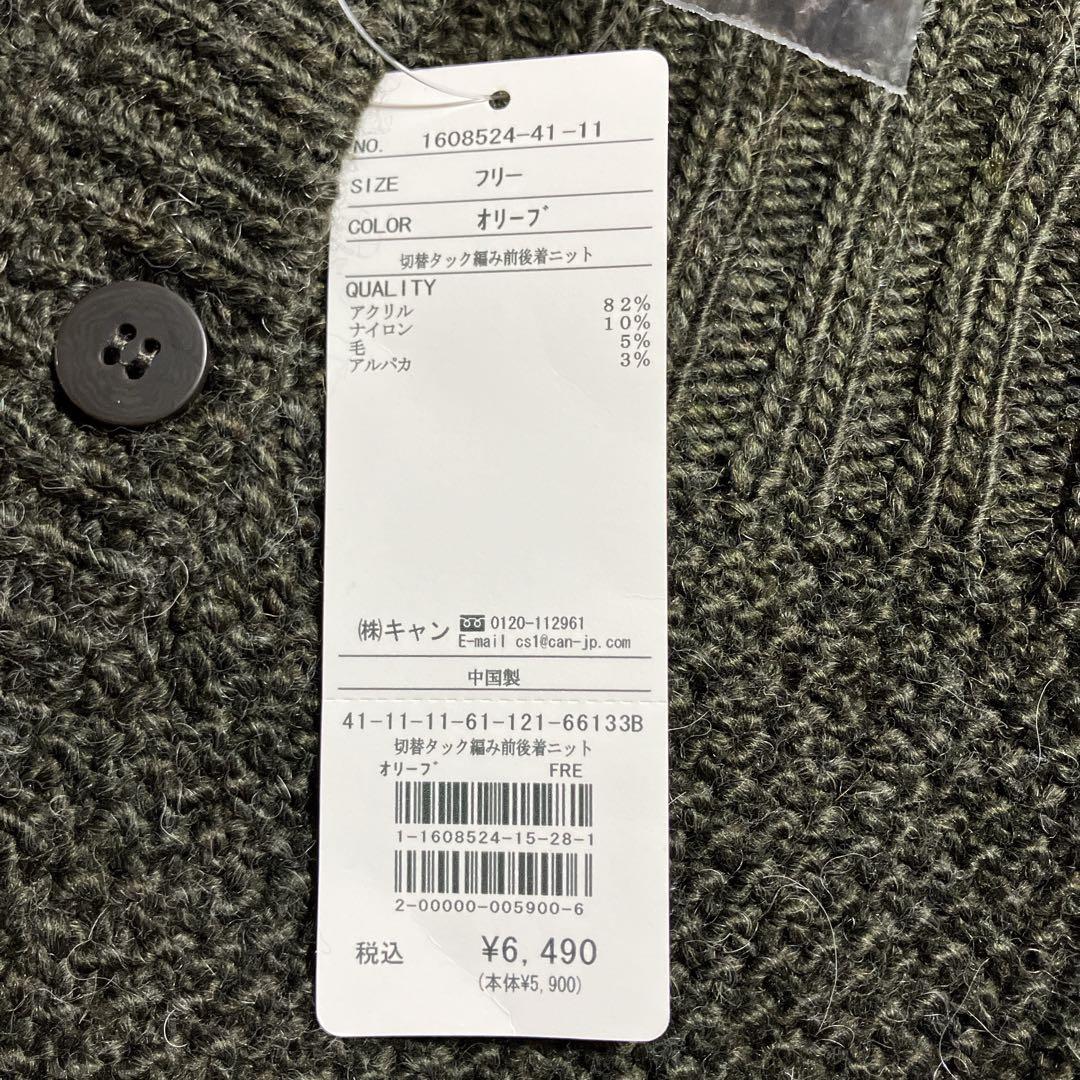 NO. 1608524-41-11
SIZE フリー
COLOR オリーブ
切替タック編み前後着ニット
QUALITY
アクリル 82%
ナイロン 10%
毛 5%
アルパカ 3%
㈱キャン 0120-112961
E-mail cs1@can-jp.com
中国製
41-11-11-61-121-66133B
切替タック編み前後着ニット
オリーブ FRE
1-1608524-15-28-1
2-00000-005900-6
税込 ¥6,490
(本体¥5,900)